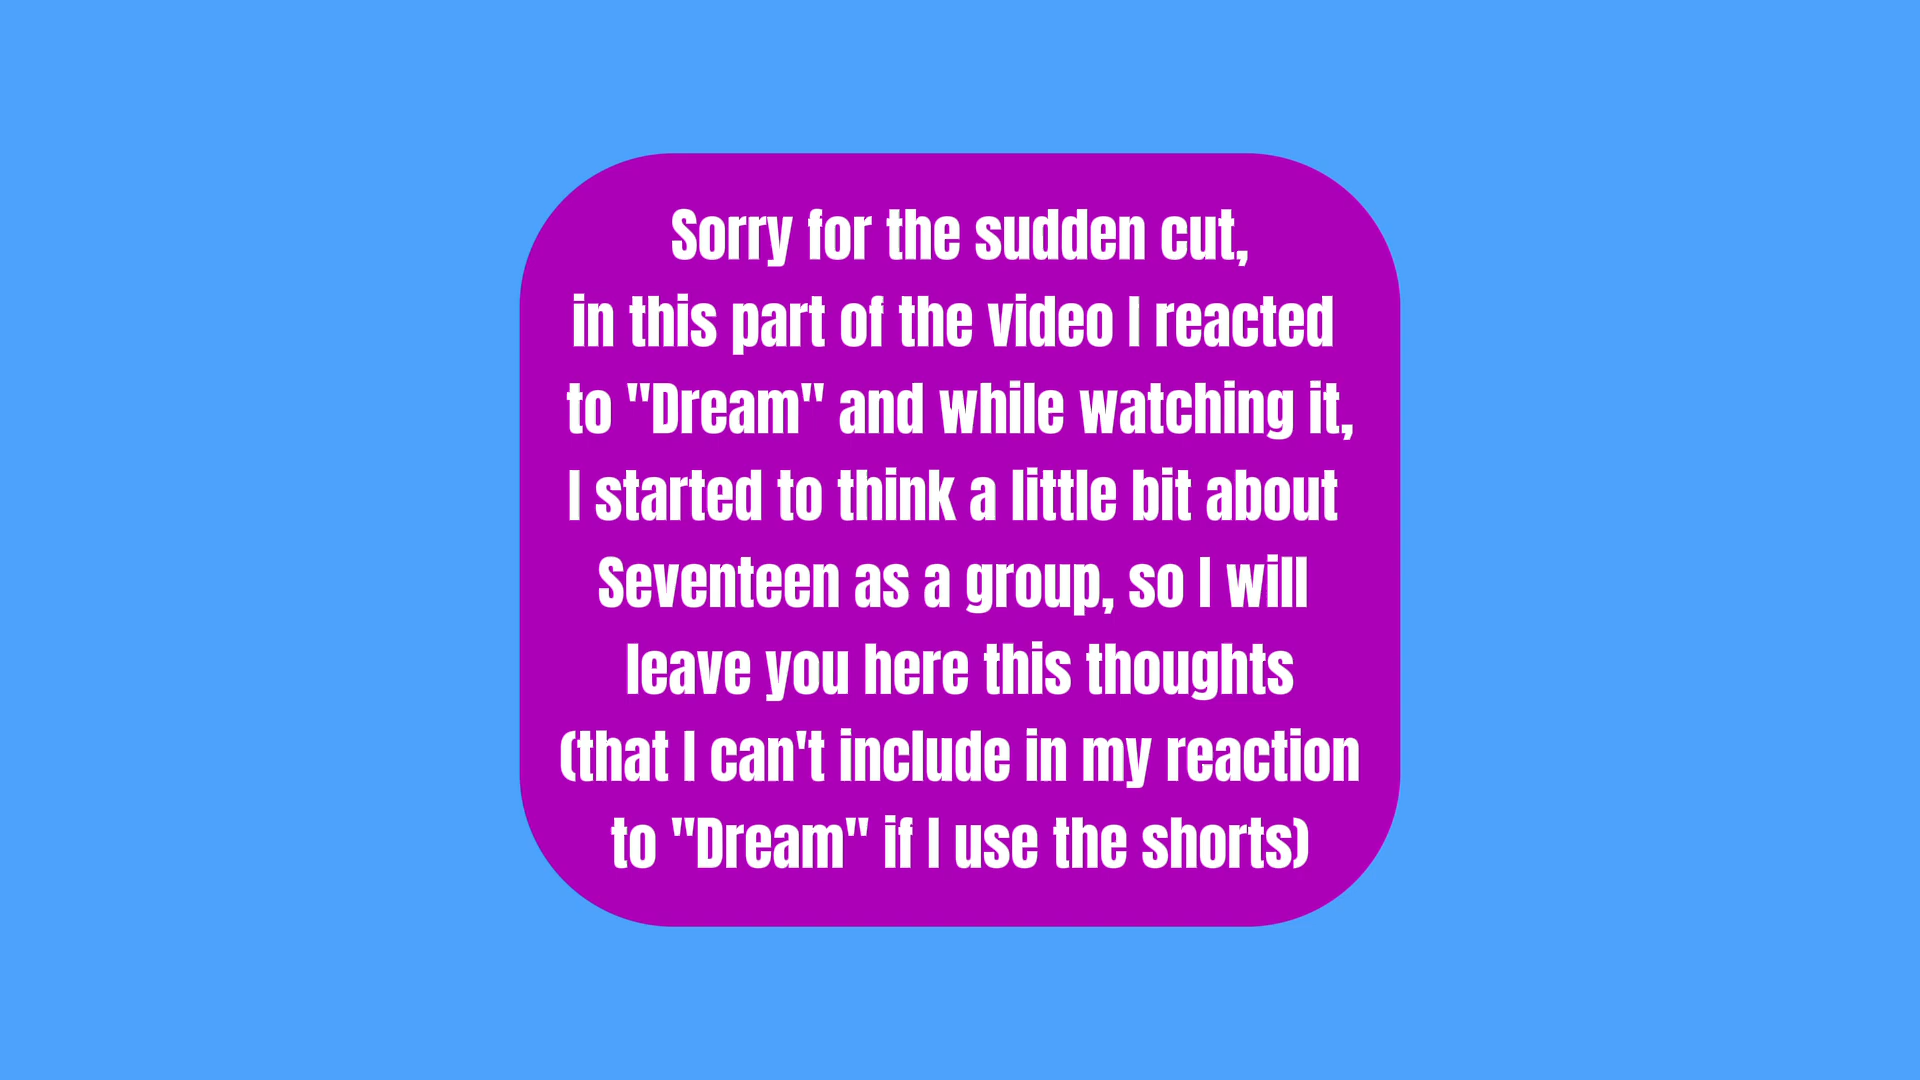 Sorry for the sudden cut,
in this part of the video I reacted
to "Dream" and while watching it,
I started to think a little bit about
Seventeen as a group, so I will
leave you here this thoughts
(that I can't include in my reaction
to "Dream" if I use the shorts)